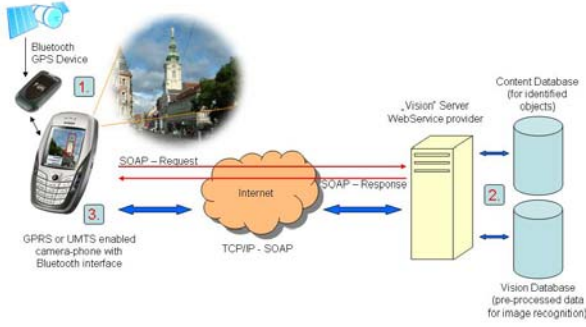 Bluetooth
GPS Device
1.
SOAP – Request
Internet
SOAP – Response
TCP/IP - SOAP
3.
GPRS or UMTS enabled
camera-phone with
Bluetooth interface
„Vision" Server
WebService provider
Content Database
(for identified
objects)
2.
Vision Database
(pre-processed data
for image recognition)